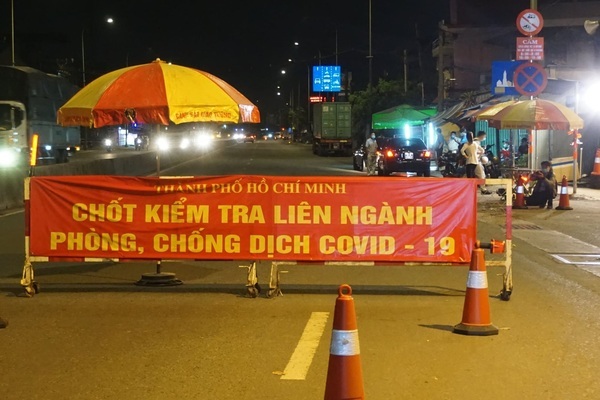 CẤM
THÀNH PHỐ HỒ CHÍ MINH
CHỐT KIỂM TRA LIÊN NGÀNH
PHÒNG, CHỐNG DỊCH COVID - 19